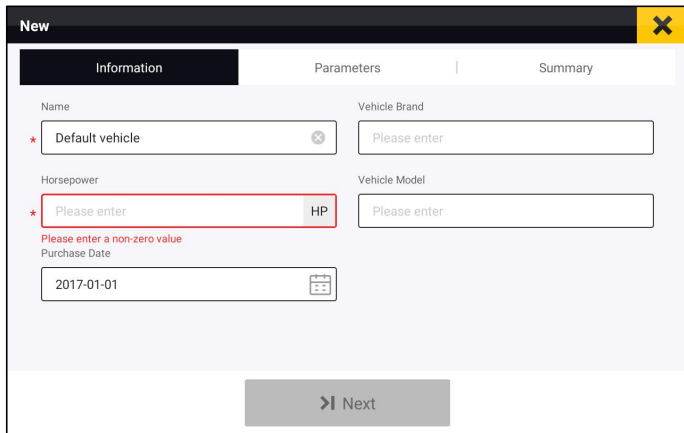 New
Information
Parameters
Summary
Name
Vehicle Brand
* Default vehicle
Please enter
Horsepower
Vehicle Model
* Please enter HP
Please enter
Please enter a non-zero value
Purchase Date
2017-01-01
Next